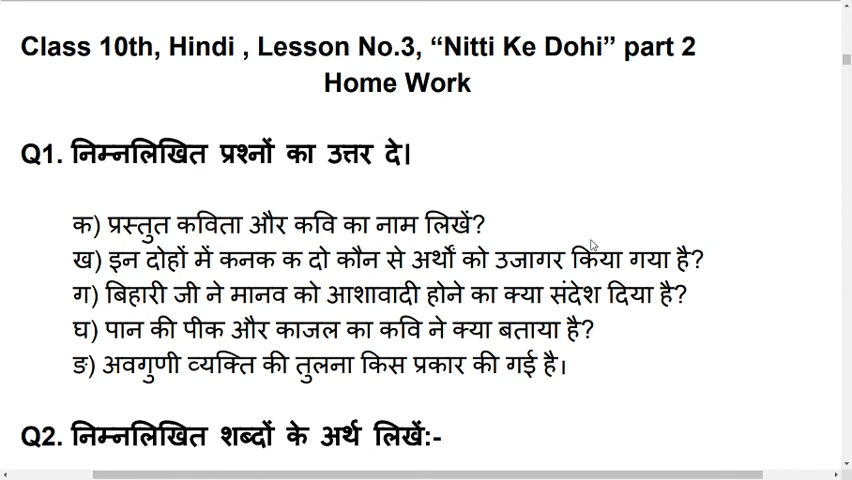 Class 10th, Hindi , Lesson No.3, “Nitti Ke Dohi” part 2
Home Work
Q1. निम्नलिखित प्रश्नों का उत्तर दे।
क) प्रस्तुत कविता और कवि का नाम लिखें?
ख) इन दोहों में कनक क दो कौन से अर्थों को उजागर किया गया है?
ग) बिहारी जी ने मानव को आशावादी होने का क्या संदेश दिया है?
घ) पान की पीक और काजल का कवि ने क्या बताया है?
ङ) अवगुणी व्यक्ति की तुलना किस प्रकार की गई है।
Q2. निम्नलिखित शब्दों के अर्थ लिखें:-